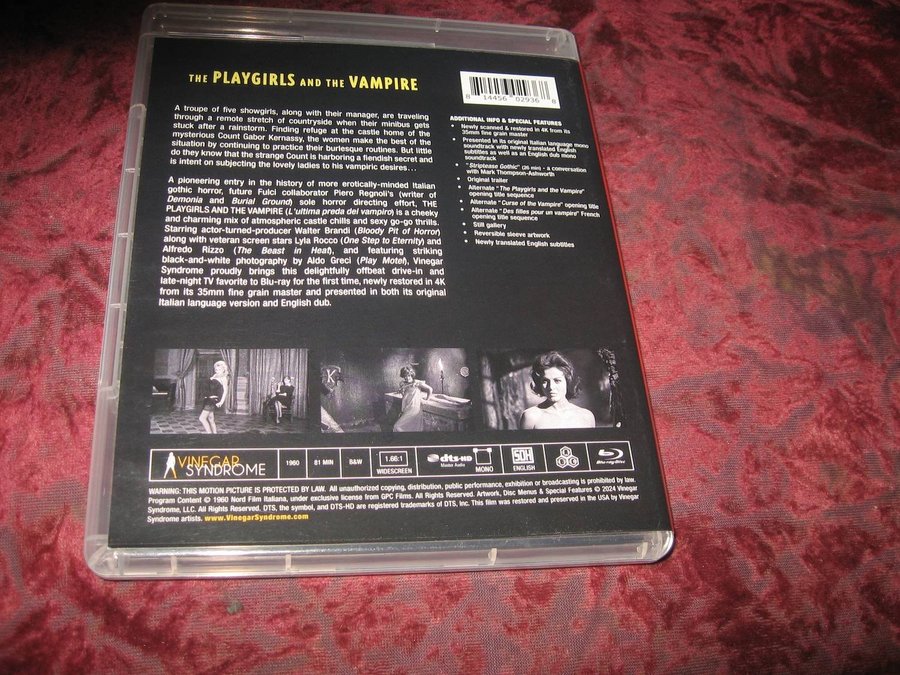 THE PLAYGIRLS AND THE VAMPIRE
A troupe of five showgirls, along with their manager, are traveling
through a remote stretch of countryside when their minibus gets
stuck after a rainstorm. Finding refuge at the castle home of the
mysterious Count Gabor Kernassy, the women make the best of the
situation by continuing to practice their burlesque routines. But little
do they know that the strange Count is harboring a fiendish secret and
is intent on subjecting the lovely ladies to his vampiric desires…
A pioneering entry in the history of more erotically-minded Italian
gothic horror, future Fulci collaborator Piero Regnoli's (writer of
Demonia and Burial Ground) sole horror directing effort, THE
PLAYGIRLS AND THE VAMPIRE (L'ultima preda del vampiro) is a cheeky
and charming mix of atmospheric castle chills and sexy go-go thrills.
Starring actor-turned-producer Walter Brandi (Bloody Pit of Horror)
along with veteran screen stars Lyla Rocco (One Step to Eternity) and
Alfredo Rizzo (The Beast in Heat), and featuring striking
black-and-white photography by Aldo Greci (Play Motel), Vinegar
Syndrome proudly brings this delightfully offbeat drive-in and
late-night TV favorite to Blu-ray for the first time, newly restored in 4K
from its 35mm fine grain master and presented in both its original
Italian language version and English dub.
8 14456 02936 8
ADDITIONAL INFO & SPECIAL FEATURES
• Newly scanned & restored in 4K from its
35mm fine grain master
• Presented in its original Italian language mono
soundtrack with newly translated English
subtitles as well as an English dub mono
soundtrack
• "Striptease Gothic" (26 min) - a conversation
with Mark Thompson-Ashworth
• Original trailer
• Alternate "The Playgirls and the Vampire"
opening title sequence
• Alternate "Curse of the Vampire" opening title
• Alternate "Des filles pour un vampire" French
opening title sequence
• Still gallery
• Reversible sleeve artwork
• Newly translated English subtitles
K
VINEGAR
SYNDROME
1960
81 MIN
B&W
1.66:1
WIDESCREEN
dts-HD
Master Audio
MONO
SDH
ENGLISH
Blu-ray Disc
WARNING: THIS MOTION PICTURE IS PROTECTED BY LAW. All unauthorized copying, distribution, public performance, exhibition or broadcasting is prohibited by law.
Program Content © 1960 Nord Film Italiana, under exclusive license from GPC Films. All Rights Reserved. Artwork, Disc Menus & Special Features © 2024 Vinegar
Syndrome, LLC. All Rights Reserved. DTS, the symbol, and DTS-HD are registered trademarks of DTS, Inc. This film was restored and preserved in the USA by Vinegar
Syndrome artists. www.VinegarSyndrome.com